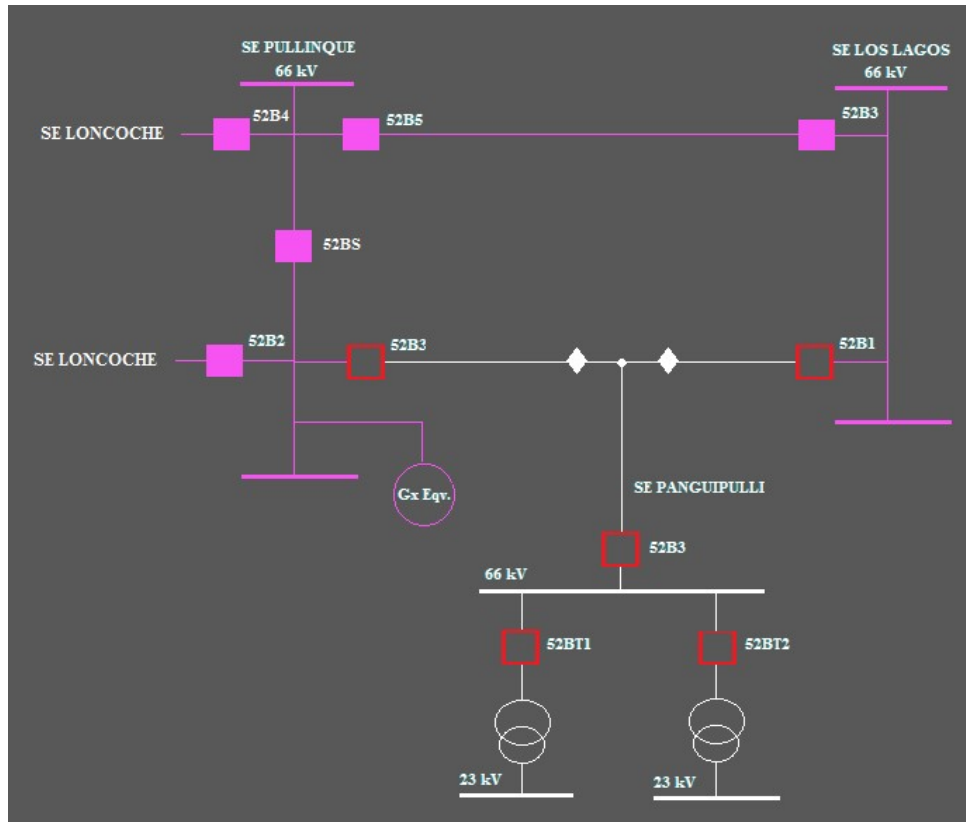 SE PULLINQUE
66 kV
SE LOS LAGOS
66 kV
52B4
52B5
52B3
SE LONCOCHE
52BS
52B2
52B3
52B1
SE LONCOCHE
SE PANGUIPULLI
Gx Eqv.
52B3
66 kV
52BT1
52BT2
23 kV
23 kV